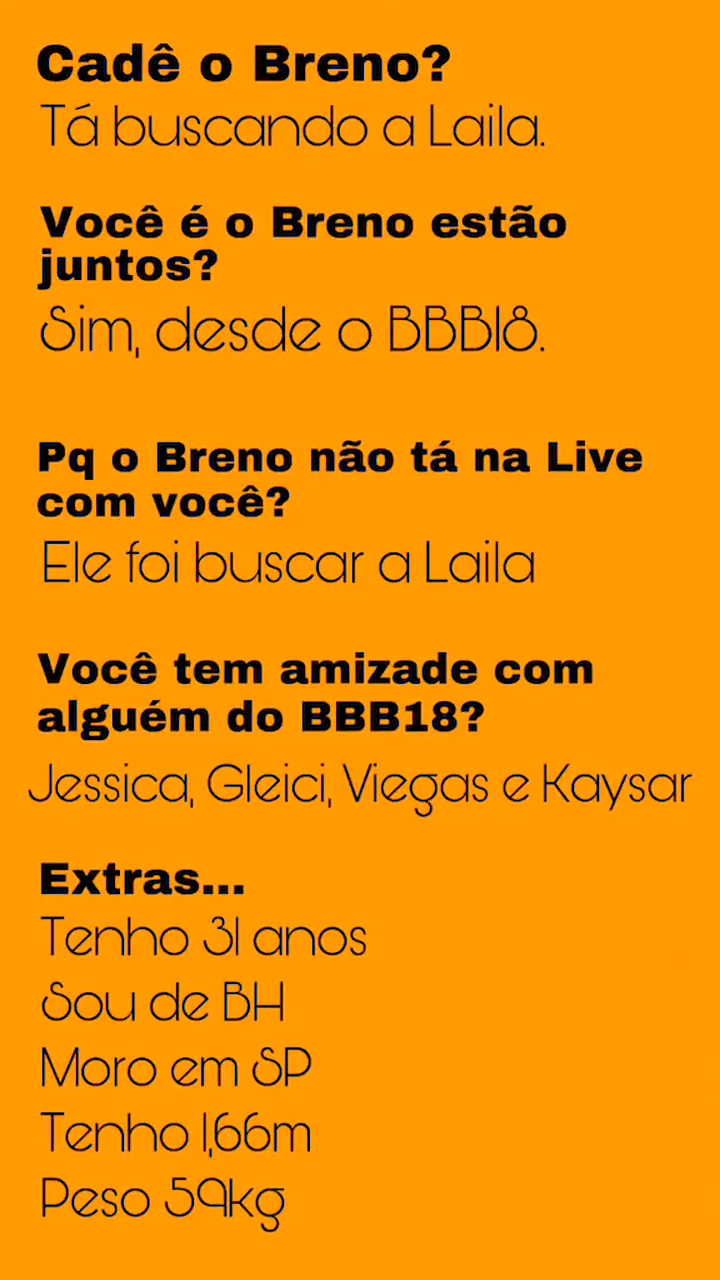 Cadê o Breno?
Tá buscando a Laila.
Você é o Breno estão
juntos?
Sim, desde o BBB18.
Pq o Breno não tá na Live
com você?
Ele foi buscar a Laila
Você tem amizade com
alguém do BBB18?
Jessica, Gleici, Viegas e Kaysar
Extras...
Tenho 31 anos
Sou de BH
Moro em SP
Tenho 1,66m
Peso 59kg